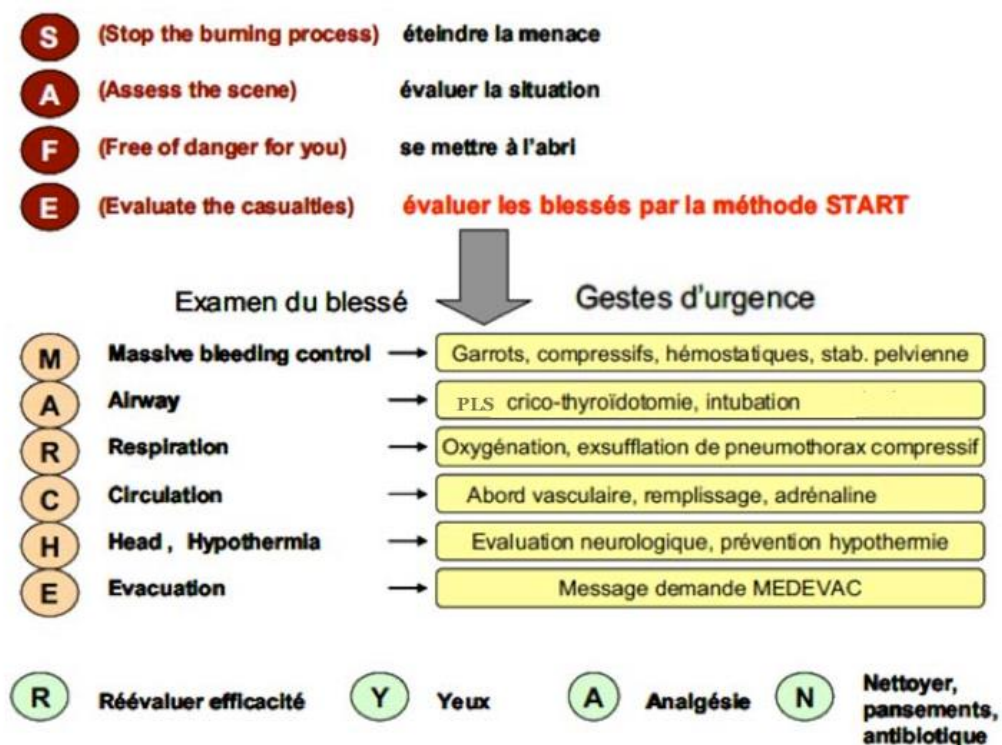 S (Stop the burning process) éteindre la menace
A (Assess the scene) évaluer la situation
F (Free of danger for you) se mettre à l'abri
E (Evaluate the casualties) évaluer les blessés par la méthode START
Examen du blessé Gestes d'urgence
M Massive bleeding control Garrots, compressifs, hémostatiques, stab. pelvienne
A Airway PLS crico-thyroïdotomie, intubation
R Respiration Oxygénation, exsufflation de pneumothorax compressif
C Circulation Abord vasculaire, remplissage, adrénaline
H Head , Hypothermia Evaluation neurologique, prévention hypothermie
E Evacuation Message demande MEDEVAC
R Réévaluer efficacité Y Yeux A Analgésie N Nettoyer,
pansements,
antibiotique